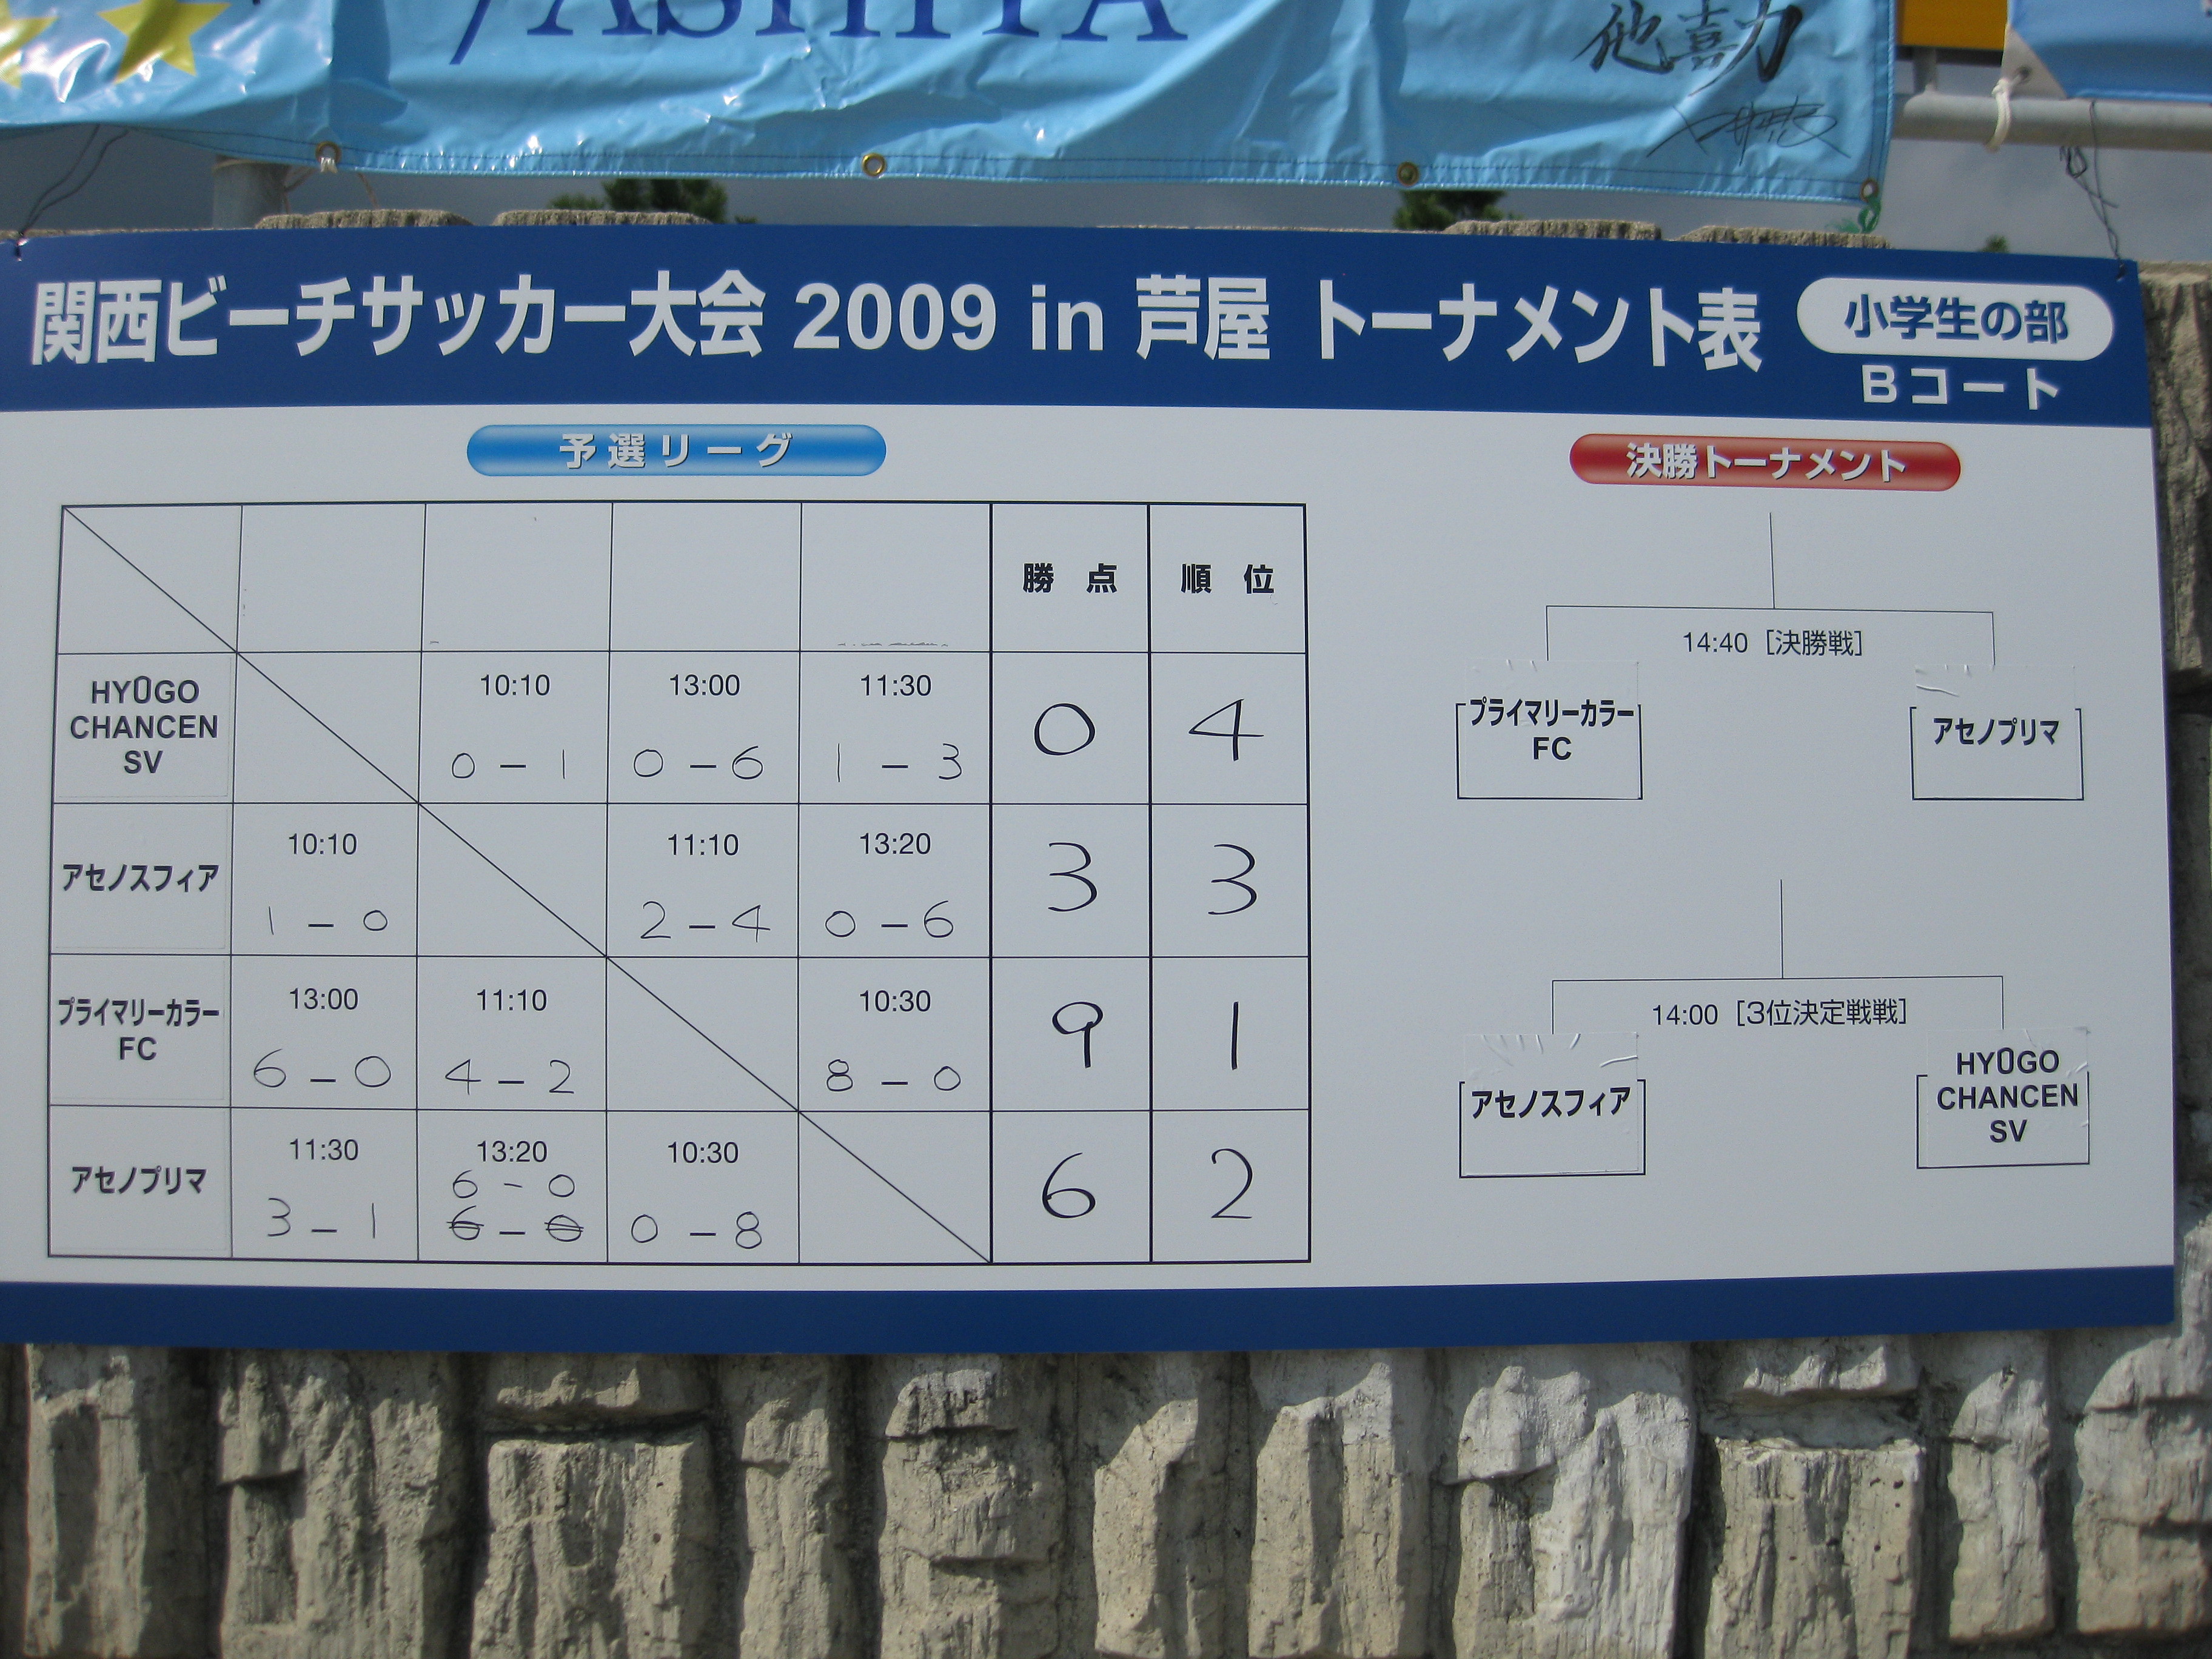 ASHIYA
他喜力
関西ビーチサッカー大会 2009 in 芦屋 トーナメント表
小学生の部
Bコート
予選リーグ
決勝トーナメント
勝点 順位
HYOGO
CHANCEN
SV
10:10 13:00 11:30
0 - 1 0 - 6 1 - 3 0 4
アセノスフィア
10:10 11:10 13:20
1 - 0 2 - 4 0 - 6 3 3
プライマリーカラー
FC
13:00 11:10 10:30
6 - 0 4 - 2 8 - 0 9 1
アセノプリマ
11:30 13:20 10:30
6 - 0
3 - 1 6 - 0 0 - 8 6 2
14:40 [決勝戦]
プライマリーカラー
FC
アセノプリマ
14:00 [3位決定戦戦]
アセノスフィア
HYOGO
CHANCEN
SV